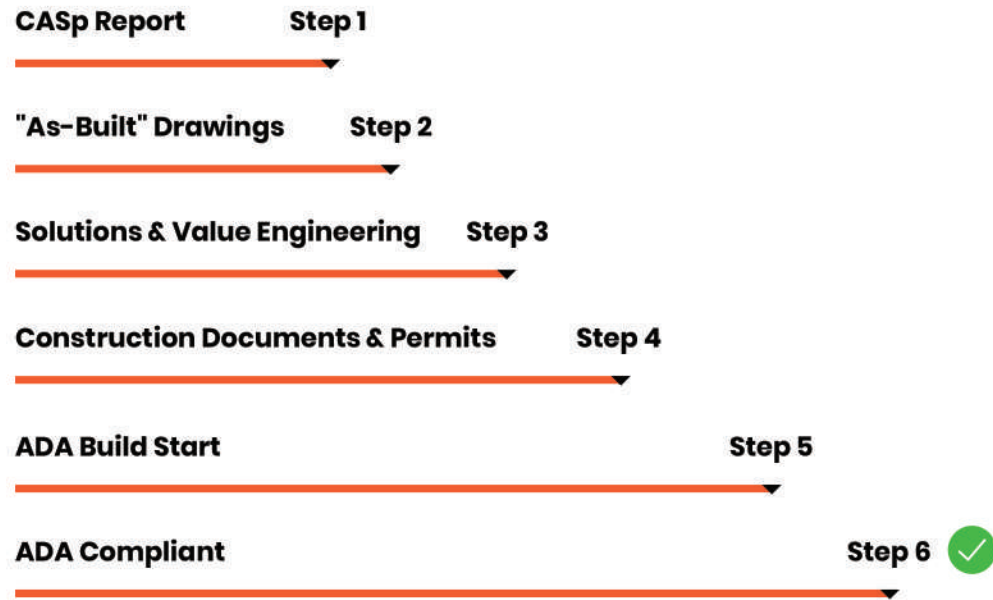 CASp Report Step 1
"As-Built" Drawings Step 2
Solutions & Value Engineering Step 3
Construction Documents & Permits Step 4
ADA Build Start Step 5
ADA Compliant Step 6